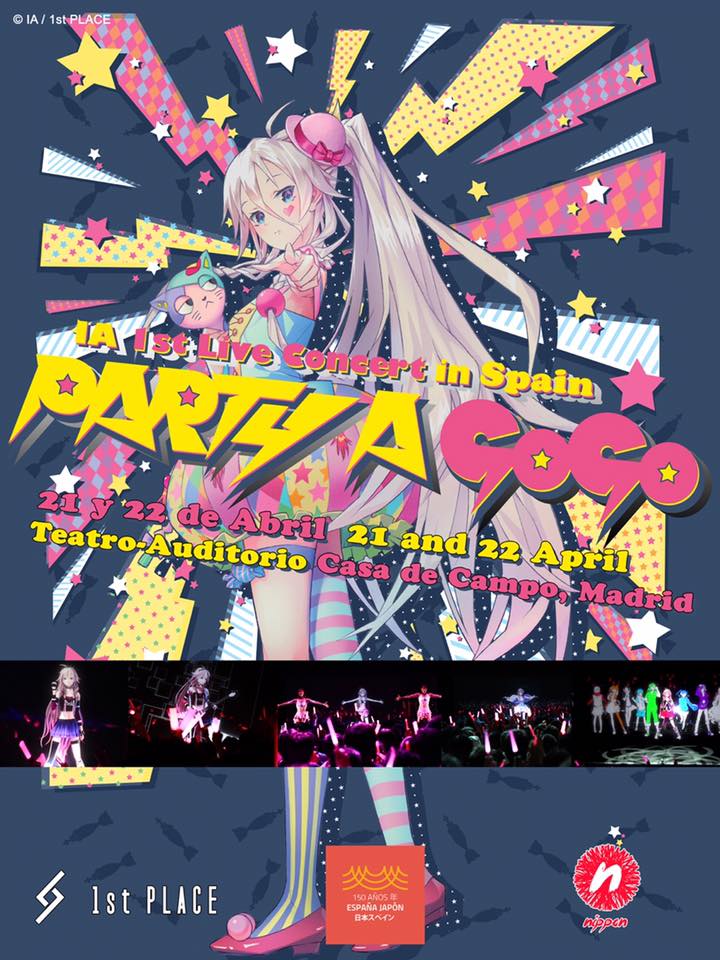 © IA / 1st PLACE
IA 1st Live Concert in Spain
PARTY A GoGo
21 y 22 de Abril 21 and 22 April
Teatro-Auditorio Casa de Campo, Madrid
1st PLACE
150 AÑOS 年
ESPAÑA JAPÓN
日本スペイン
n
nippon